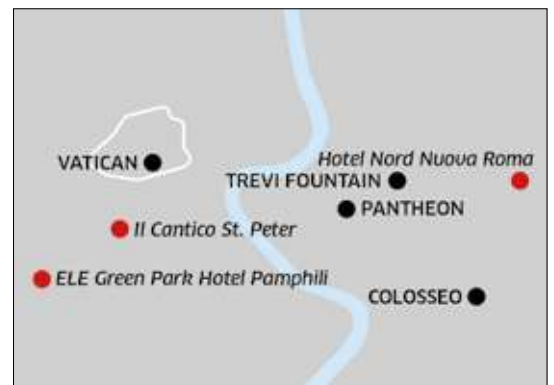 Hotel Nord Nuova Roma
VATICAN
TREVI FOUNTAIN
PANTHEON
Il Cantico St. Peter
ELE Green Park Hotel Pamphili
COLOSSEO